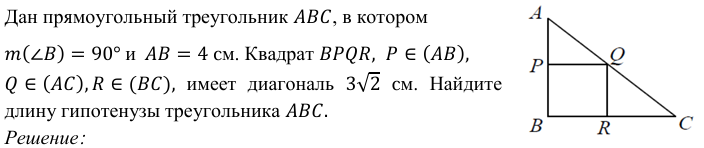 Дан прямоугольный треугольник ABC, в котором
m(∠B) = 90° и AB = 4 см. Квадрат BPQR, P ∈ (AB),
Q ∈ (AC), R ∈ (BC), имеет диагональ 3√2 см. Найдите
длину гипотенузы треугольника ABC.
Решение:
A
P
Q
B
R
C